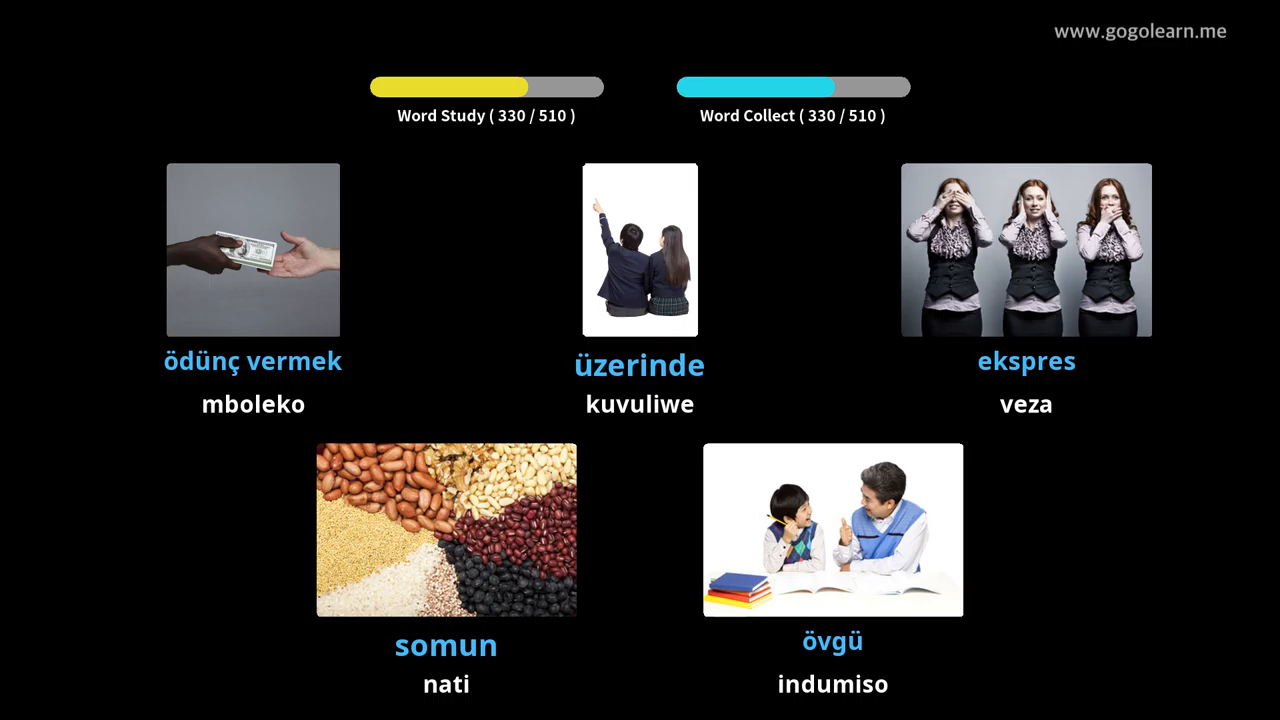 www.gogolearn.me
Word Study ( 330 / 510 )
Word Collect ( 330 / 510 )
ödünç vermek
mboleko
üzerinde
kuvuliwe
ekspres
veza
somun
nati
övgü
indumiso